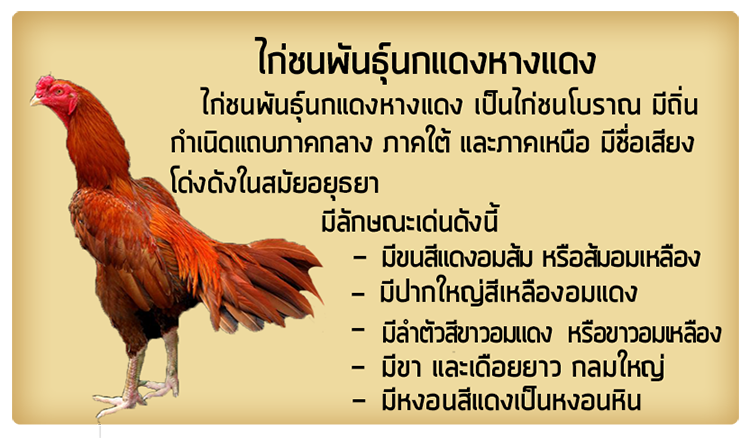 ไก่ชนพันธุ์นกแดงหางแดง
ไก่ชนพันธุ์นกแดงหางแดง เป็นไก่ชนโบราณ มีถิ่น
กำเนิดแถบภาคกลาง ภาคใต้ และภาคเหนือ มีชื่อเสียง
โด่งดังในสมัยอยุธยา
มีลักษณะเด่นดังนี้
- มีขนสีแดงอมส้ม หรือส้มอมเหลือง
- มีปากใหญ่สีเหลืองอมแดง
- มีลำตัวสีขาวอมแดง หรือขาวอมเหลือง
- มีขา และเดือยยาว กลมใหญ่
- มีหงอนสีแดงเป็นหงอนหิน